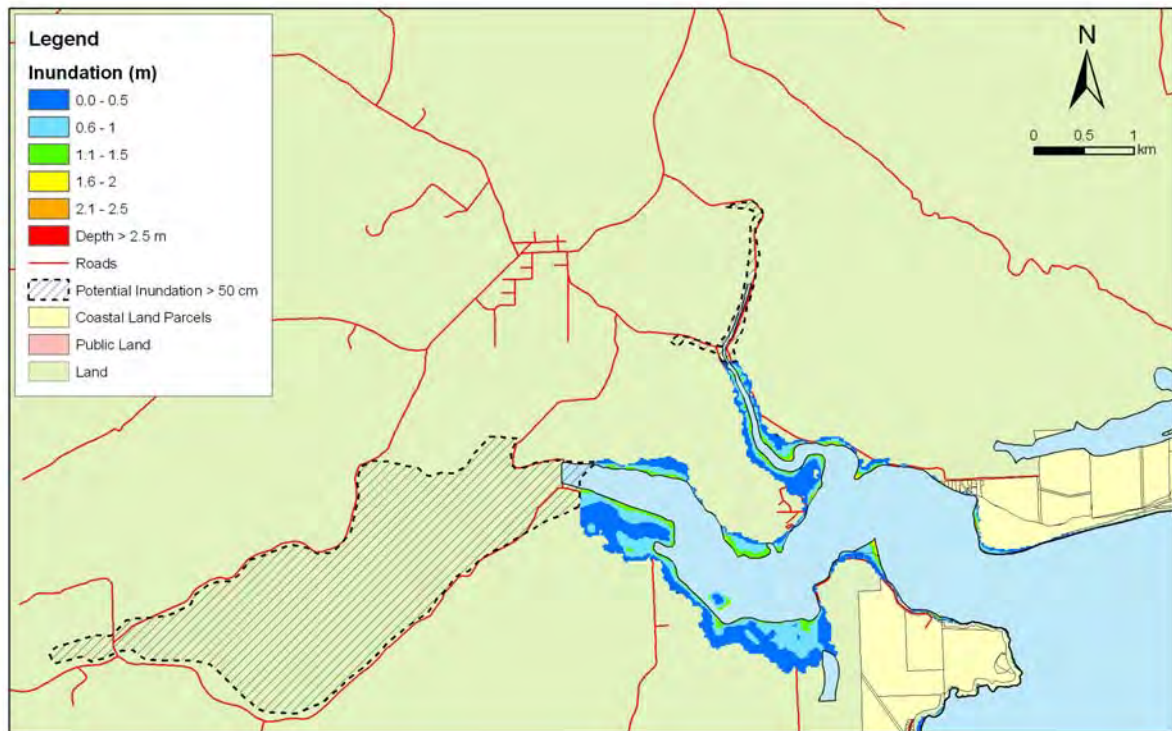 Legend
Inundation (m)
0.0 - 0.5
0.6 - 1
1.1 - 1.5
1.6 - 2
2.1 - 2.5
Depth > 2.5 m
Roads
Potential Inundation > 50 cm
Coastal Land Parcels
Public Land
Land
N
0 0.5 1
km